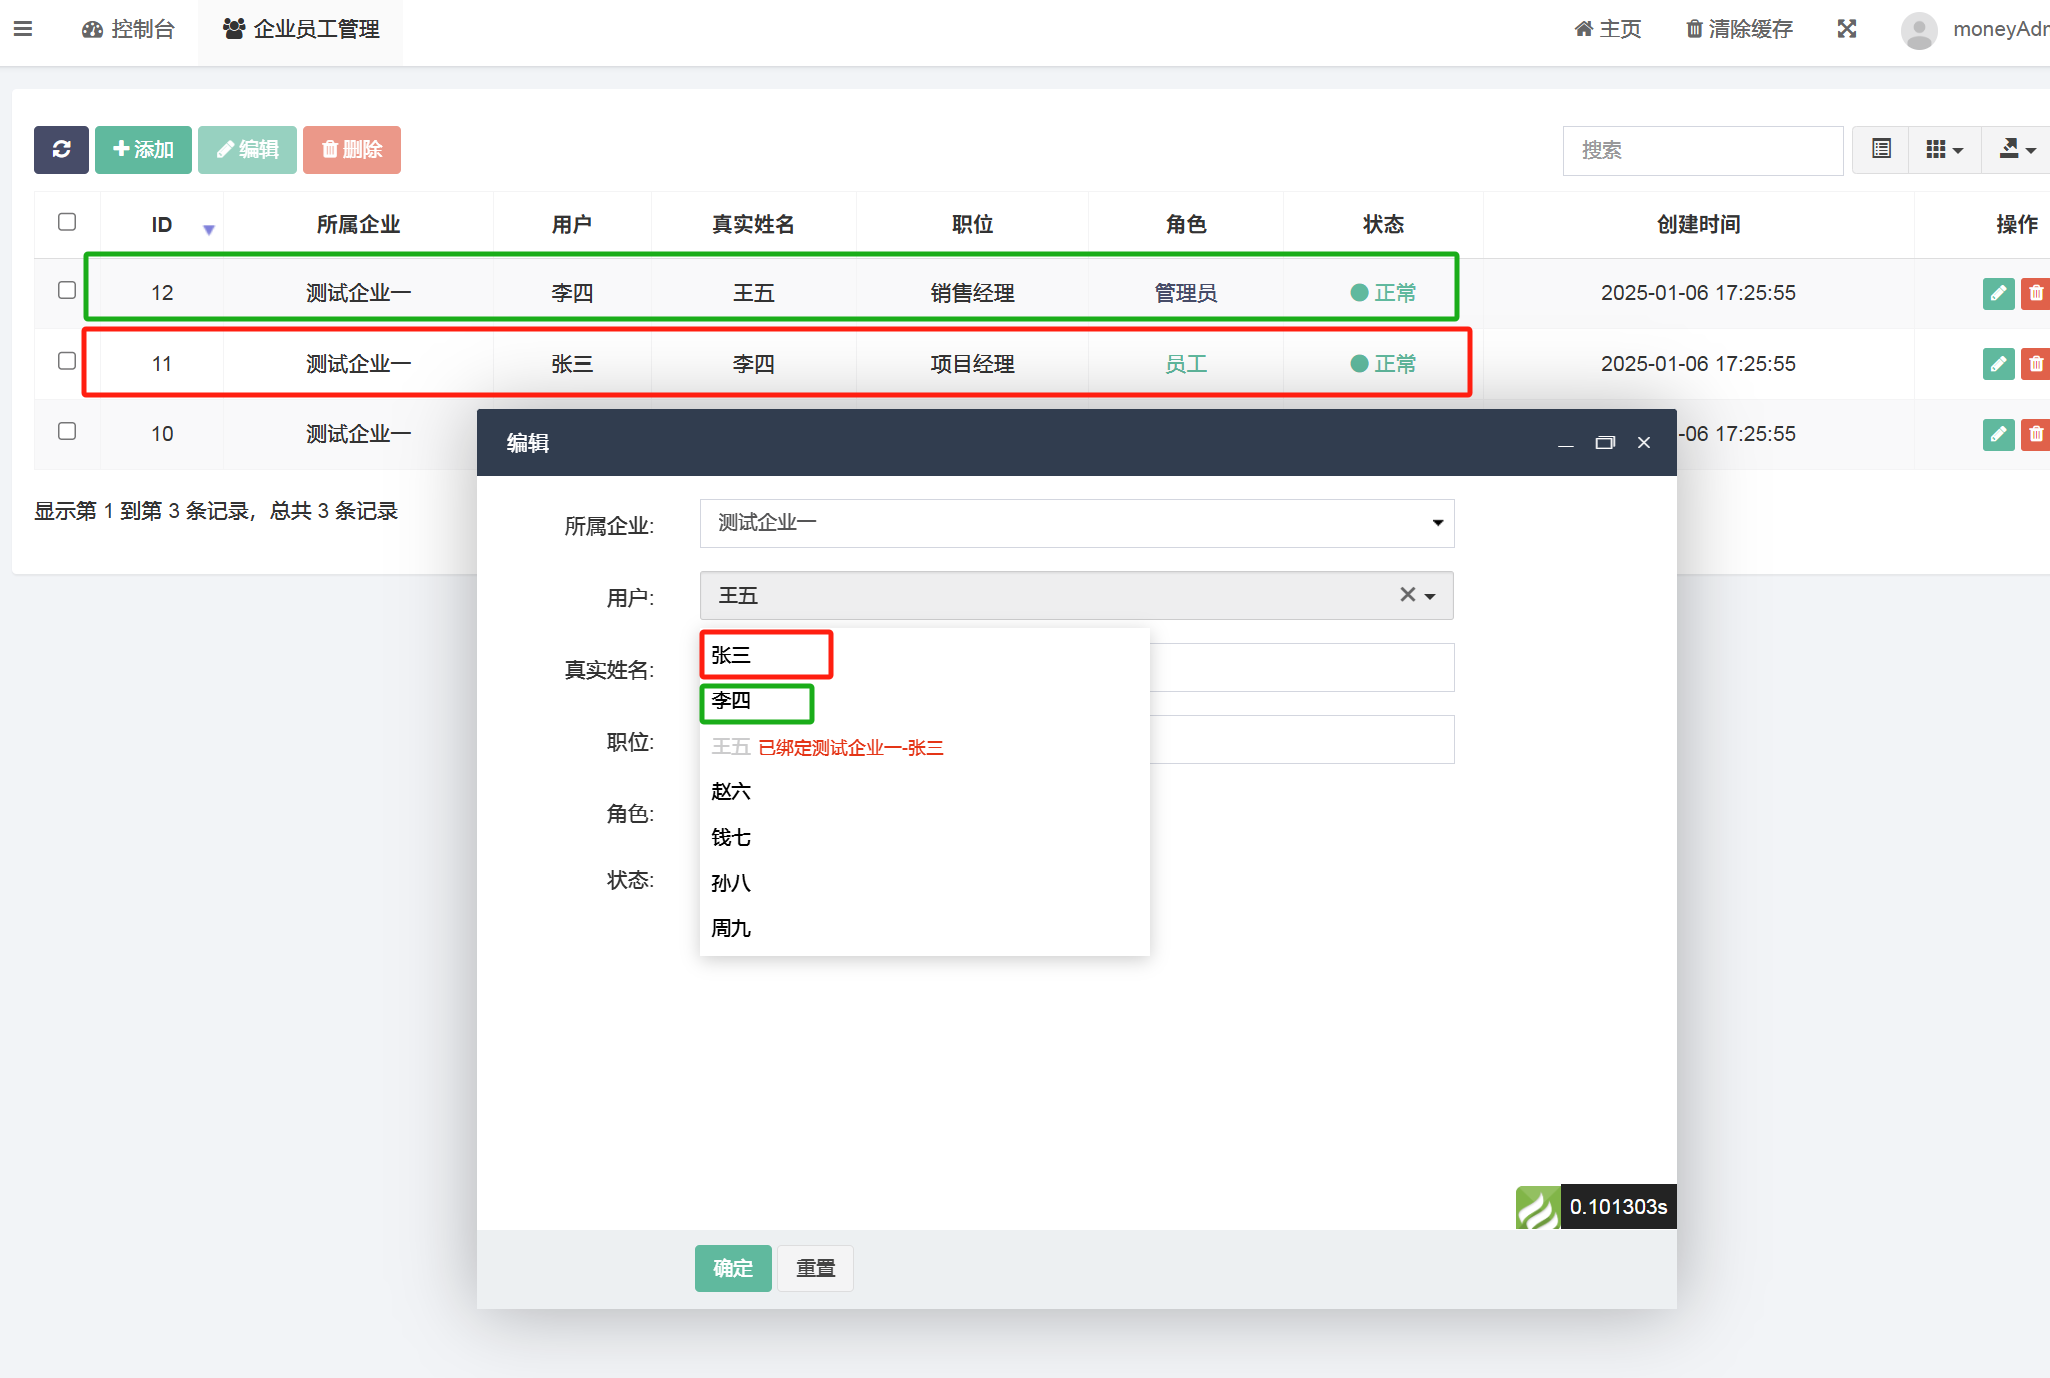 控制台 企业员工管理 主页 清除缓存 moneyAdm
添加 编辑 删除 搜索
ID 所属企业 用户 真实姓名 职位 角色 状态 创建时间 操作
12 测试企业一 李四 王五 销售经理 管理员 正常 2025-01-06 17:25:55
11 测试企业一 张三 李四 项目经理 员工 正常 2025-01-06 17:25:55
10 测试企业一 -06 17:25:55
显示第 1 到第 3 条记录，总共 3 条记录
编辑
所属企业: 测试企业一
用户: 王五
真实姓名:
职位:
角色:
状态:
张三
李四
王五 已绑定测试企业一-张三
赵六
钱七
孙八
周九
0.101303s
确定 重置